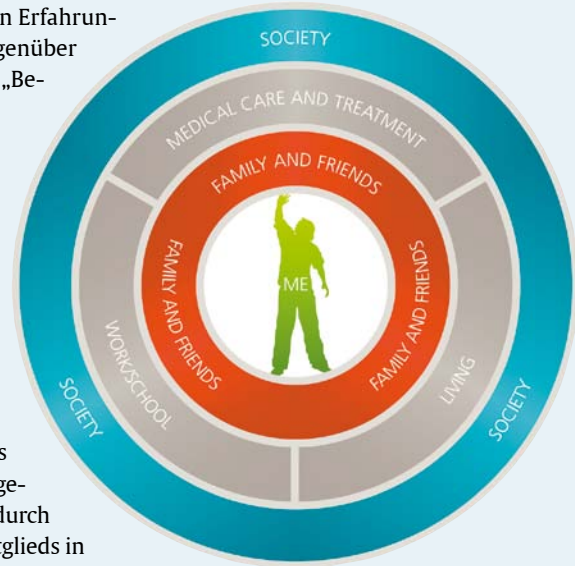 n Erfahrun-
genüber
„Be-
s
ge-
durch
tglieds in
SOCIETY
MEDICAL CARE AND TREATMENT
FAMILY AND FRIENDS
ME
FAMILY AND FRIENDS
FAMILY AND FRIENDS
WORK/SCHOOL
LIVING
SOCIETY
SOCIETY